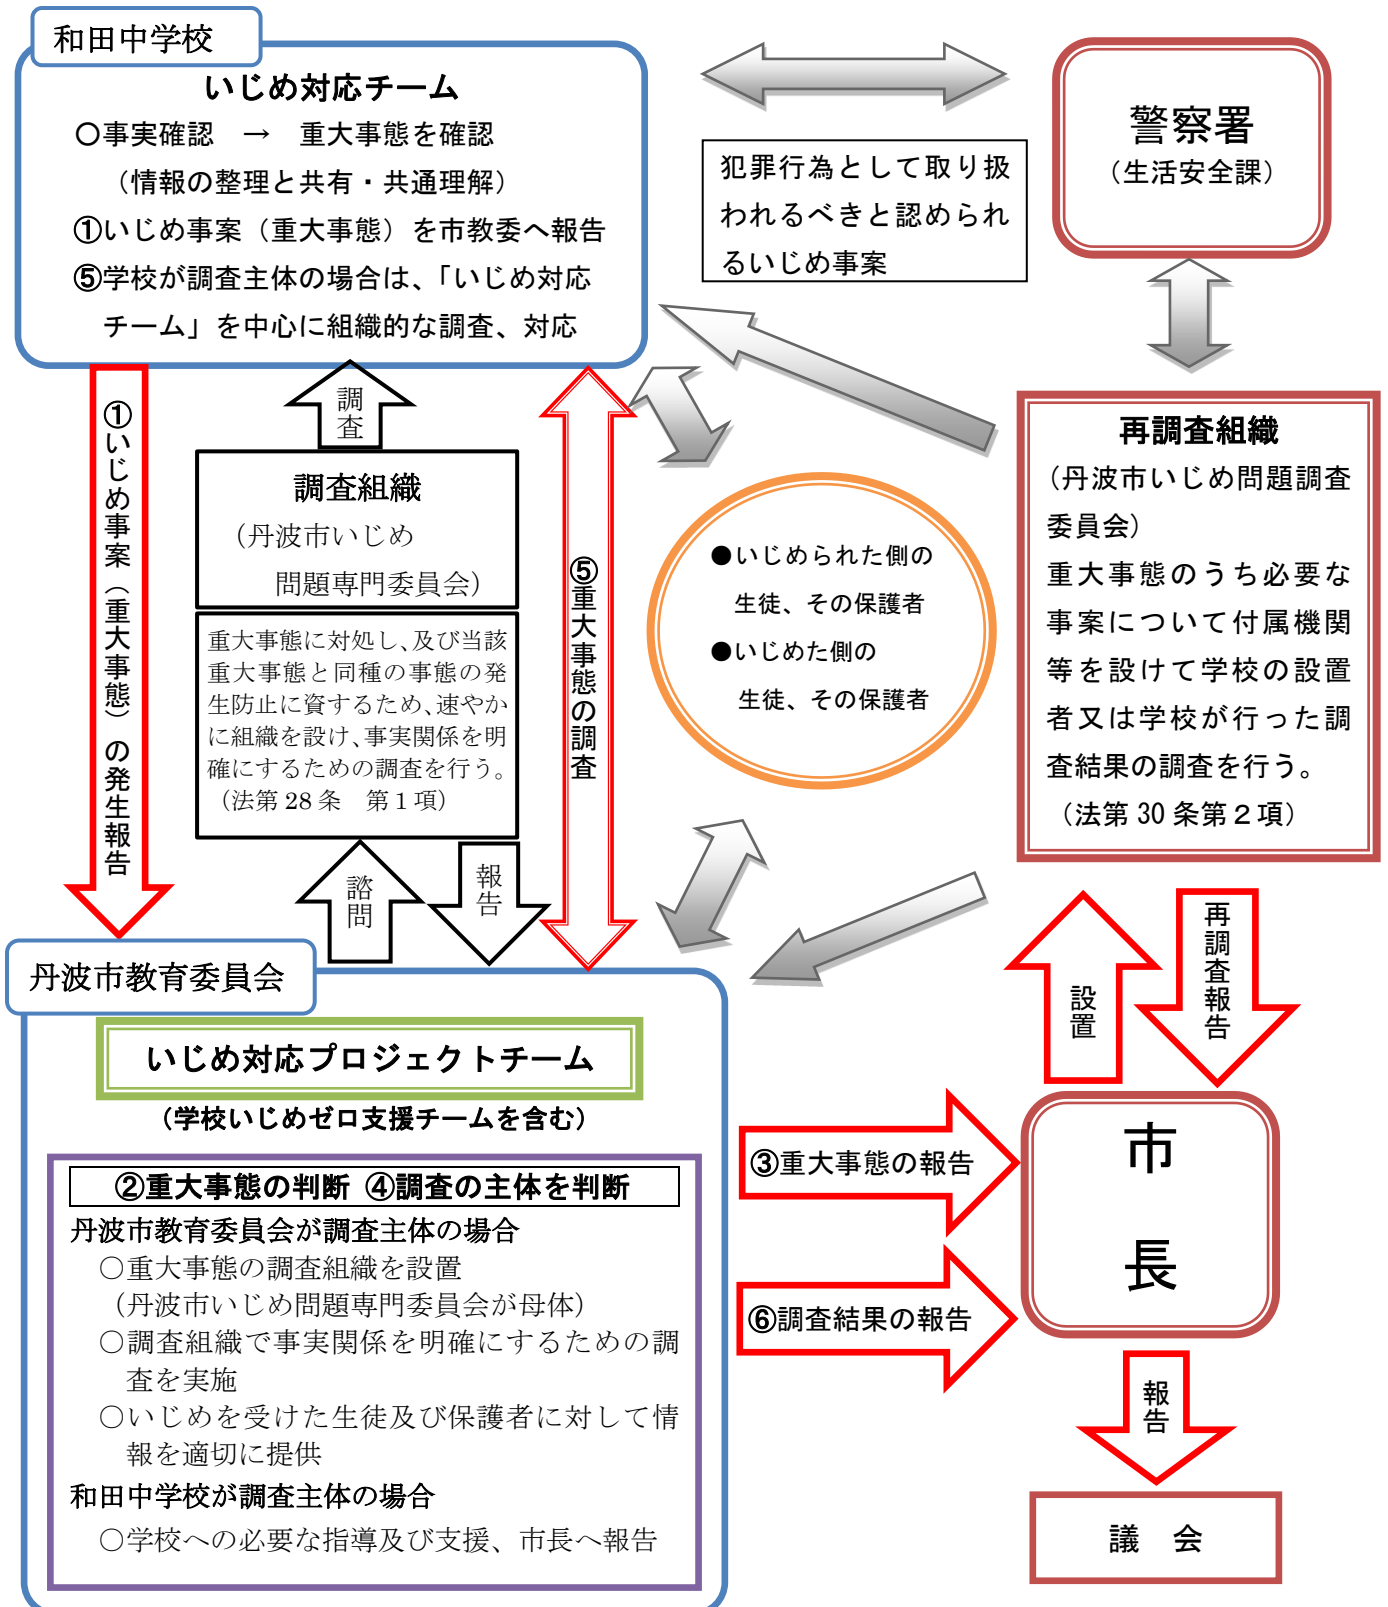 和田中学校
いじめ対応チーム
〇事実確認　→　重大事態を確認
（情報の整理と共有・共通理解）
①いじめ事案（重大事態）を市教委へ報告
⑤学校が調査主体の場合は、「いじめ対応
チーム」を中心に組織的な調査、対応
犯罪行為として取り扱
われるべきと認められ
るいじめ事案
警察署
（生活安全課）
①いじめ事案（重大事態）の発生報告
調査
調査組織
（丹波市いじめ
問題専門委員会）
重大事態に対処し、及び当該
重大事態と同種の事態の発
生防止に資するため、速やか
に組織を設け、事実関係を明
確にするための調査を行う。
（法第 28 条　第１項）
諮問
報告
⑤重大事態の調査
●いじめられた側の
生徒、その保護者
●いじめた側の
生徒、その保護者
再調査組織
（丹波市いじめ問題調査
委員会）
重大事態のうち必要な
事案について付属機関
等を設けて学校の設置
者又は学校が行った調
査結果の調査を行う。
（法第 30 条第２項）
設置
再調査報告
丹波市教育委員会
いじめ対応プロジェクトチーム
（学校いじめゼロ支援チームを含む）
②重大事態の判断 ④調査の主体を判断
丹波市教育委員会が調査主体の場合
〇重大事態の調査組織を設置
（丹波市いじめ問題専門委員会が母体）
〇調査組織で事実関係を明確にするための調
査を実施
〇いじめを受けた生徒及び保護者に対して情
報を適切に提供
和田中学校が調査主体の場合
〇学校への必要な指導及び支援、市長へ報告
③重大事態の報告
⑥調査結果の報告
市長
報告
議　会